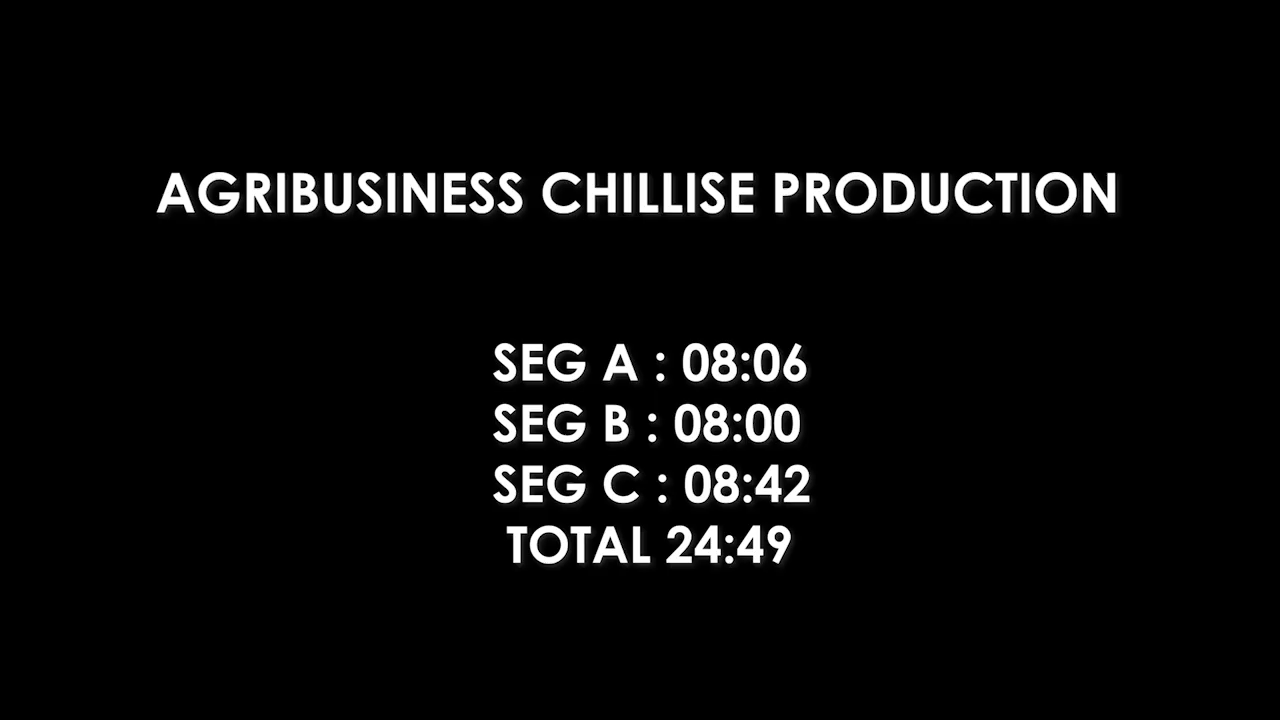 AGRIBUSINESS CHILLISE PRODUCTION
SEG A : 08:06
SEG B : 08:00
SEG C : 08:42
TOTAL 24:49